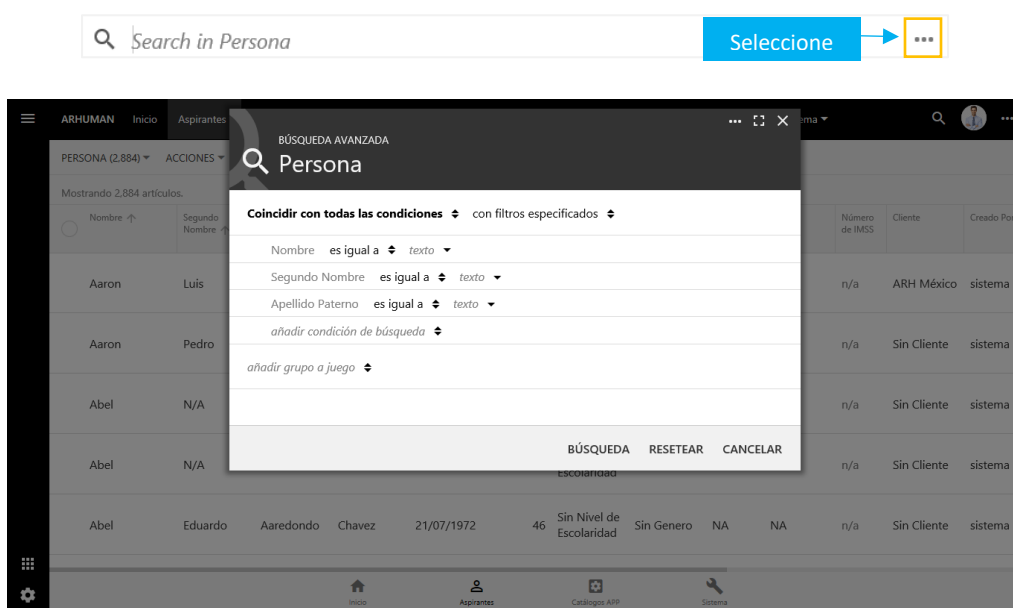 Search in Persona
Seleccione
ARHUMAN Inicio Aspirantes
ema
PERSONA (2,884) ACCIONES
Mostrando 2,884 artículos.
BÚSQUEDA AVANZADA
Persona
Nombre
Segundo Nombre
Número de IMSS
Cliente
Creado Por
Coincidir con todas las condiciones con filtros especificados
Nombre es igual a texto
Segundo Nombre es igual a texto
Apellido Paterno es igual a texto
añadir condición de búsqueda
añadir grupo a juego
BÚSQUEDA RESETEAR CANCELAR
Aaron Luis n/a ARH México sistema
Aaron Pedro n/a Sin Cliente sistema
Abel N/A n/a Sin Cliente sistema
Abel N/A Escolaridad n/a Sin Cliente sistema
Abel Eduardo Aaredondo Chavez 21/07/1972 46 Sin Nivel de Escolaridad Sin Genero NA NA n/a Sin Cliente sistema
Inicio Aspirantes Catálogos APP Sistema